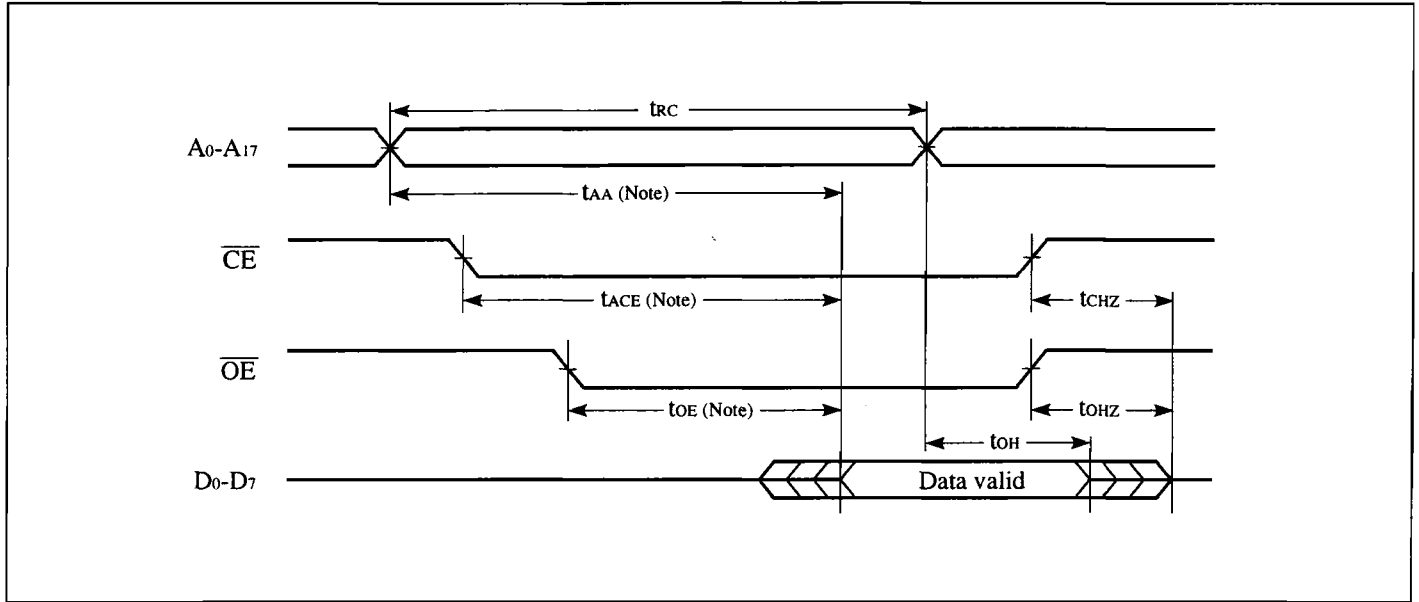 tRC
A0-A17
tAA (Note)
CE
tACE (Note)
tCHZ
OE
tOE (Note)
tOHZ
tOH
D0-D7
Data valid